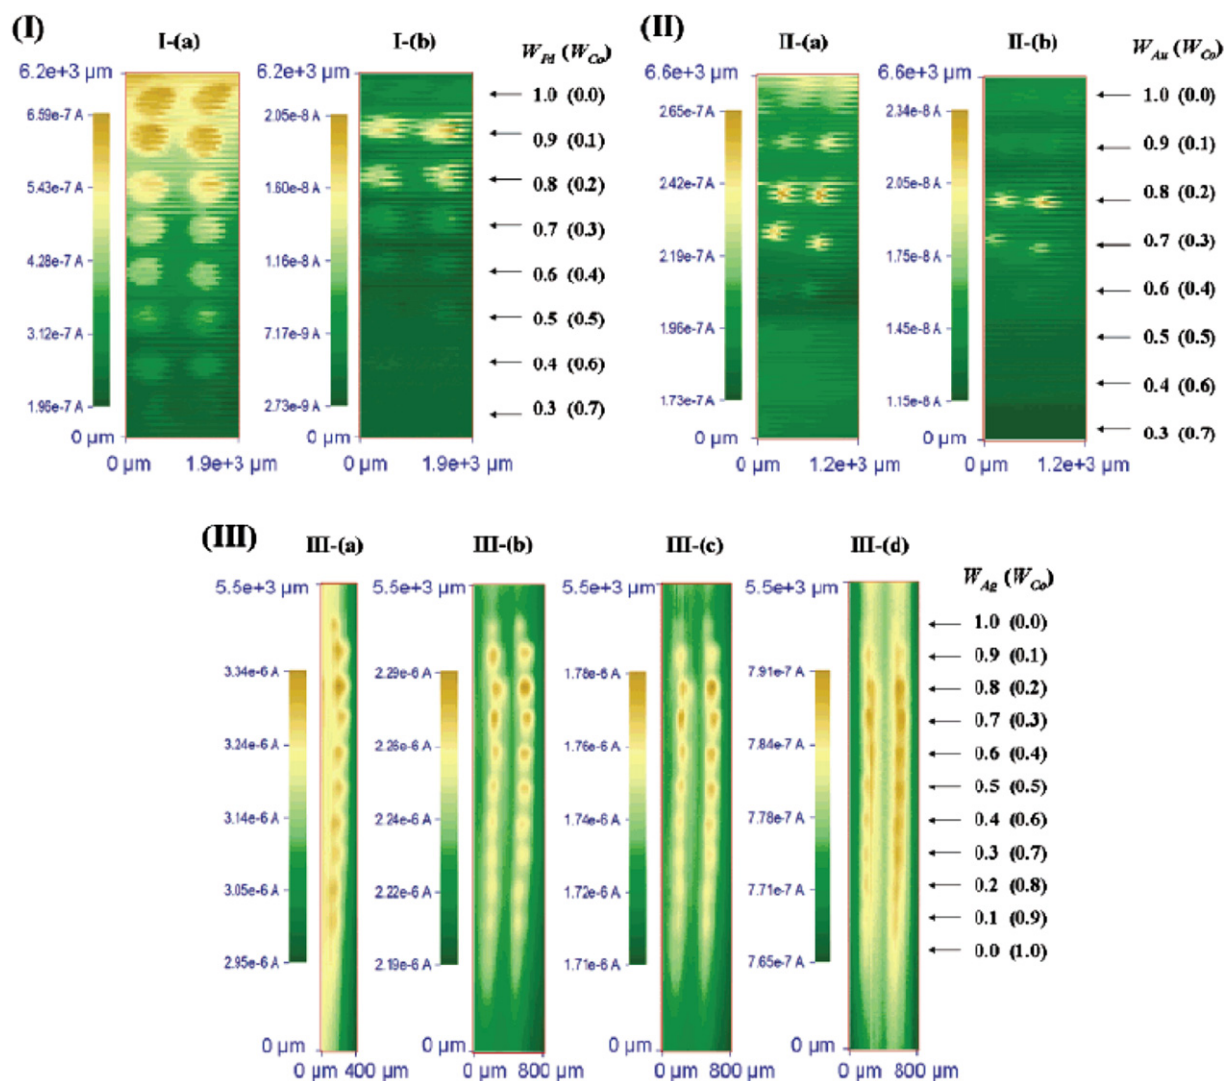 (I)
I-(a)
I-(b)
W_Pd (W_Co)
6.2e+3 µm
6.2e+3 µm
6.59e-7 A
5.43e-7 A
4.28e-7 A
3.12e-7 A
1.95e-7 A
0 µm
0 µm 1.9e+3 µm
2.05e-8 A
1.60e-8 A
1.16e-8 A
7.17e-9 A
2.73e-9 A
0 µm
0 µm 1.9e+3 µm
1.0 (0.0)
0.9 (0.1)
0.8 (0.2)
0.7 (0.3)
0.6 (0.4)
0.5 (0.5)
0.4 (0.6)
0.3 (0.7)
(II)
II-(a)
II-(b)
W_Au (W_Co)
6.6e+3 µm
6.6e+3 µm
2.65e-7 A
2.42e-7 A
2.19e-7 A
1.96e-7 A
1.73e-7 A
0 µm
0 µm 1.2e+3 µm
2.34e-8 A
2.05e-8 A
1.75e-8 A
1.45e-8 A
1.15e-8 A
0 µm
0 µm 1.2e+3 µm
1.0 (0.0)
0.9 (0.1)
0.8 (0.2)
0.7 (0.3)
0.6 (0.4)
0.5 (0.5)
0.4 (0.6)
0.3 (0.7)
(III)
III-(a)
III-(b)
III-(c)
III-(d)
W_Ag (W_Co)
5.5e+3 µm
3.34e-6 A
3.24e-6 A
3.14e-6 A
3.05e-6 A
2.95e-6 A
0 µm
0 µm 400 µm
5.5e+3 µm
2.29e-6 A
2.26e-6 A
2.24e-6 A
2.22e-6 A
2.19e-6 A
0 µm
0 µm 800 µm
5.5e+3 µm
1.78e-6 A
1.76e-6 A
1.74e-6 A
1.72e-6 A
1.71e-6 A
0 µm
0 µm 800 µm
5.5e+3 µm
7.91e-7 A
7.84e-7 A
7.78e-7 A
7.71e-7 A
7.65e-7 A
0 µm
0 µm 800 µm
1.0 (0.0)
0.9 (0.1)
0.8 (0.2)
0.7 (0.3)
0.6 (0.4)
0.5 (0.5)
0.4 (0.6)
0.3 (0.7)
0.2 (0.8)
0.1 (0.9)
0.0 (1.0)